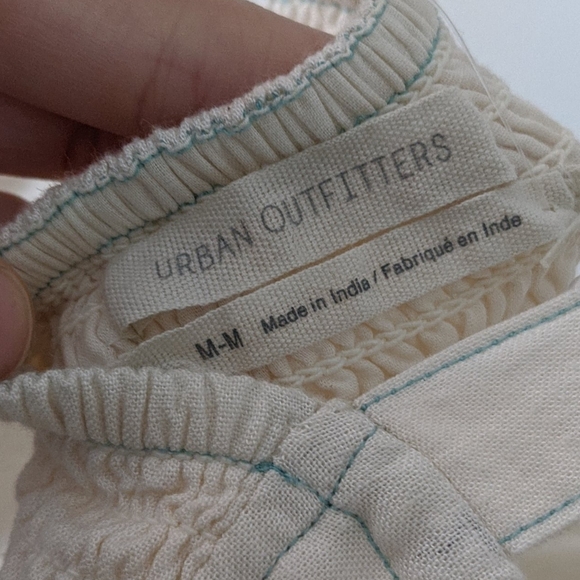 URBAN OUTFITTERS
M-M Made in India / Fabriqué en Inde